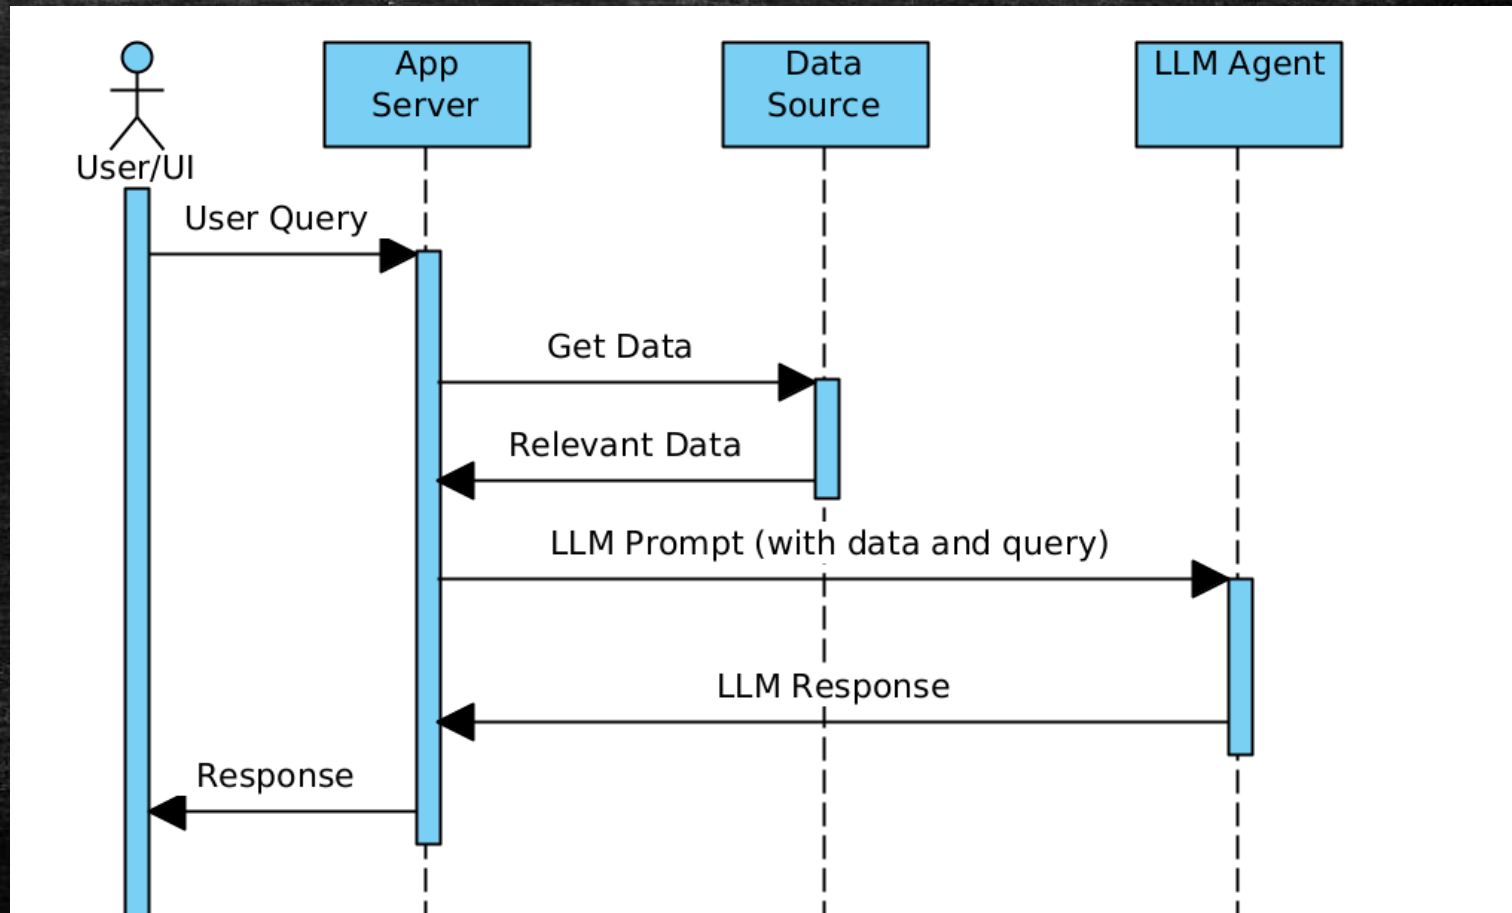 App
Server
Data
Source
LLM Agent
User/UI
User Query
Get Data
Relevant Data
LLM Prompt (with data and query)
LLM Response
Response